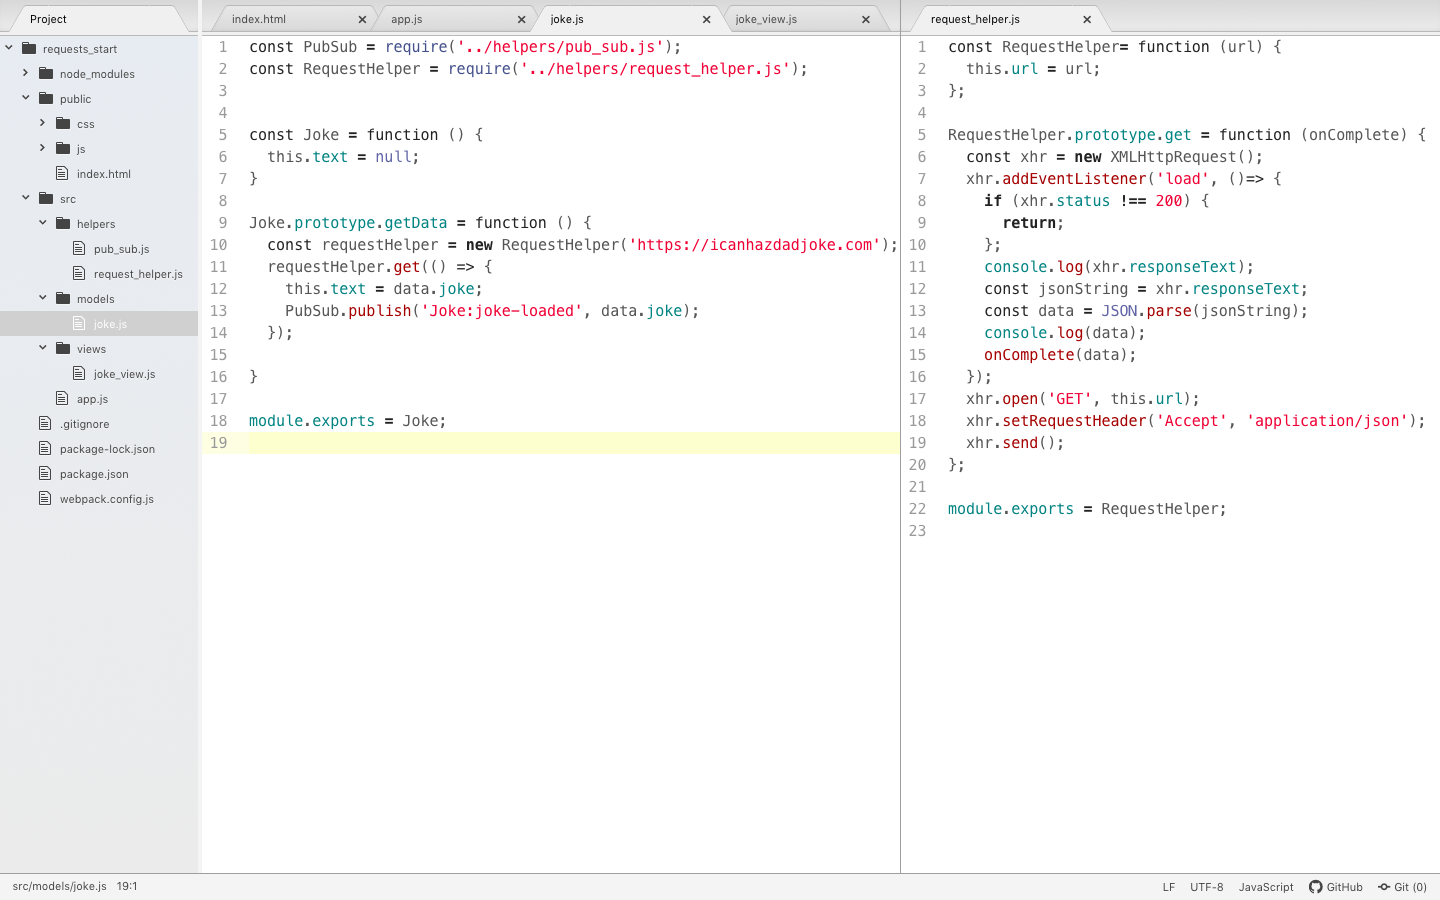 Project
requests_start
node_modules
public
css
js
index.html
src
helpers
pub_sub.js
request_helper.js
models
joke.js
views
joke_view.js
app.js
.gitignore
package-lock.json
package.json
webpack.config.js
index.html
app.js
joke.js
joke_view.js
1 const PubSub = require('../helpers/pub_sub.js');
2 const RequestHelper = require('../helpers/request_helper.js');
3
4
5 const Joke = function () {
6   this.text = null;
7 }
8
9 Joke.prototype.getData = function () {
10   const requestHelper = new RequestHelper('https://icanhazdadjoke.com');
11   requestHelper.get(() => {
12     this.text = data.joke;
13     PubSub.publish('Joke:joke-loaded', data.joke);
14   });
15
16 }
17
18 module.exports = Joke;
19
request_helper.js
1 const RequestHelper= function (url) {
2   this.url = url;
3 };
4
5 RequestHelper.prototype.get = function (onComplete) {
6   const xhr = new XMLHttpRequest();
7   xhr.addEventListener('load', ()=> {
8     if (xhr.status !== 200) {
9       return;
10     };
11     console.log(xhr.responseText);
12     const jsonString = xhr.responseText;
13     const data = JSON.parse(jsonString);
14     console.log(data);
15     onComplete(data);
16   });
17   xhr.open('GET', this.url);
18   xhr.setRequestHeader('Accept', 'application/json');
19   xhr.send();
20 };
21
22 module.exports = RequestHelper;
23
src/models/joke.js 19:1
LF UTF-8 JavaScript GitHub Git (0)